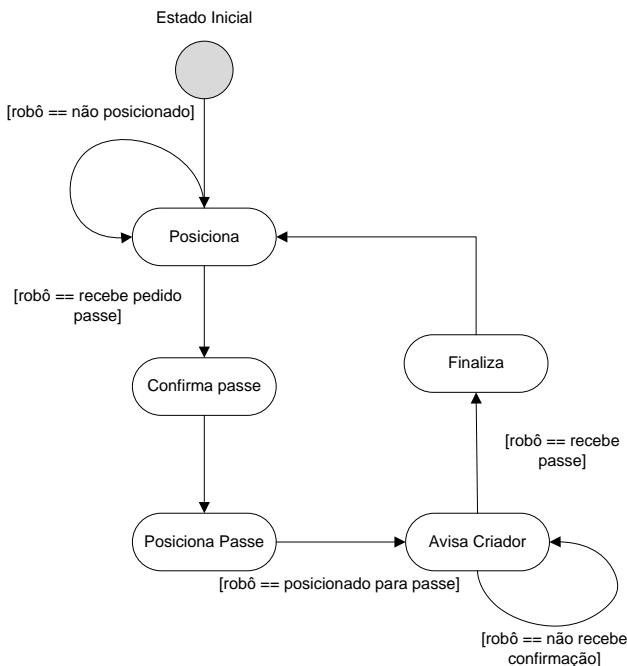 Estado Inicial
[robô == não posicionado]
Posiciona
[robô == recebe pedido
passe]
Confirma passe
Finaliza
[robô == recebe
passe]
Posiciona Passe
Avisa Criador
[robô == posicionado para passe]
[robô == não recebe
confirmação]